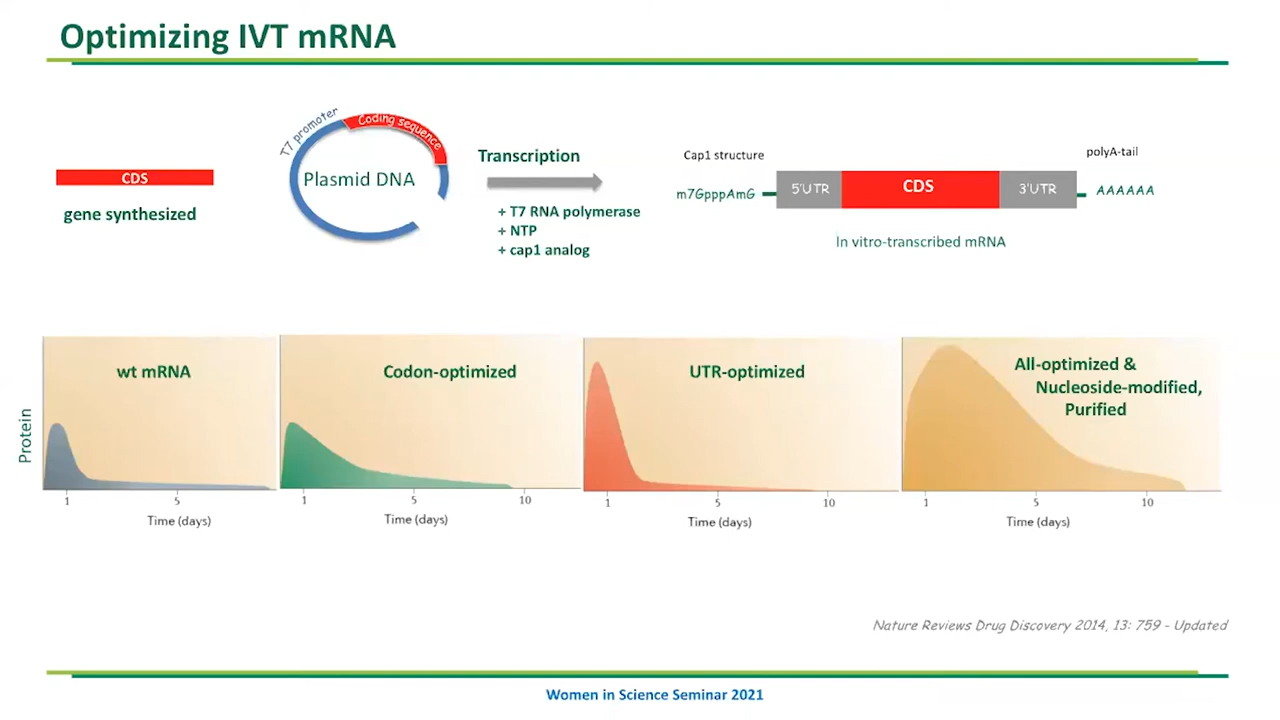 Optimizing IVT mRNA
CDS
gene synthesized
T7 promoter
Coding sequence
Plasmid DNA
Transcription
+ T7 RNA polymerase
+ NTP
+ cap1 analog
Cap1 structure
polyA-tail
m7GpppAmG
5'UTR
CDS
3'UTR
AAAAAA
In vitro-transcribed mRNA
Protein
wt mRNA
1 5
Time (days)
Codon-optimized
1 5 10
Time (days)
UTR-optimized
1 5 10
Time (days)
All-optimized &
Nucleoside-modified,
Purified
1 5 10
Time (days)
Nature Reviews Drug Discovery 2014, 13: 759 - Updated
Women in Science Seminar 2021